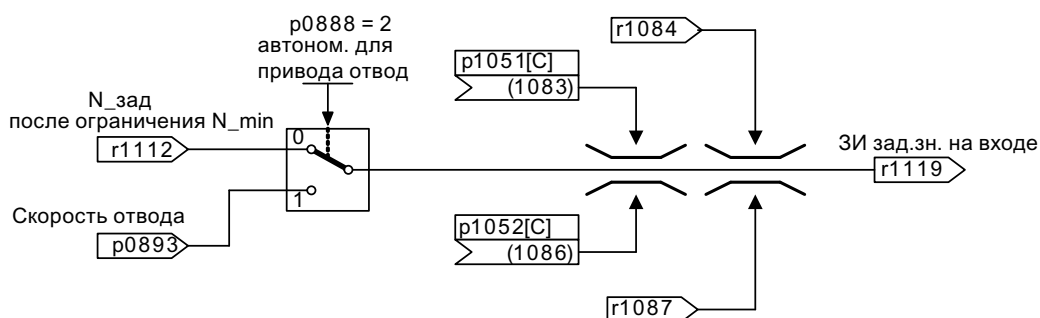 p0888 = 2
автоном. для
привода отвод
r1084
p1051[C]
(1083)
N_зад
после ограничения N_min
r1112
0
ЗИ зад.зн. на входе
r1119
1
Скорость отвода
p0893
p1052[C]
(1086)
r1087